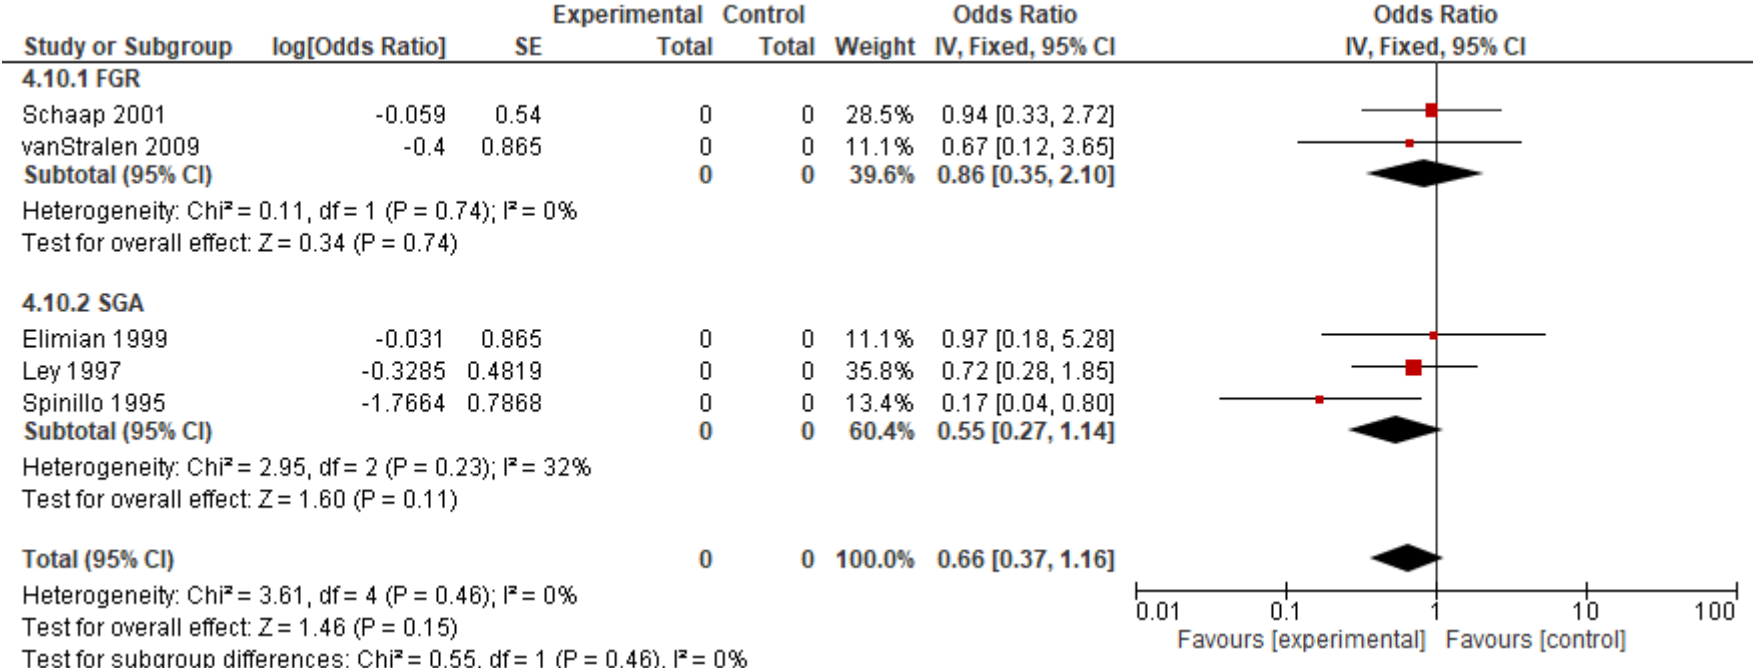 Experimental Control Odds Ratio Odds Ratio
Study or Subgroup log[Odds Ratio] SE Total Total Weight IV, Fixed, 95% CI IV, Fixed, 95% CI
4.10.1 FGR
Schaap 2001 -0.059 0.54 0 0 28.5% 0.94 [0.33, 2.72]
vanStralen 2009 -0.4 0.865 0 0 11.1% 0.67 [0.12, 3.65]
Subtotal (95% CI) 0 0 39.6% 0.86 [0.35, 2.10]
Heterogeneity: Chi² = 0.11, df = 1 (P = 0.74); I² = 0%
Test for overall effect: Z = 0.34 (P = 0.74)
4.10.2 SGA
Elimian 1999 -0.031 0.865 0 0 11.1% 0.97 [0.18, 5.28]
Ley 1997 -0.3285 0.4819 0 0 35.8% 0.72 [0.28, 1.85]
Spinillo 1995 -1.7664 0.7868 0 0 13.4% 0.17 [0.04, 0.80]
Subtotal (95% CI) 0 0 60.4% 0.55 [0.27, 1.14]
Heterogeneity: Chi² = 2.95, df = 2 (P = 0.23); I² = 32%
Test for overall effect: Z = 1.60 (P = 0.11)
Total (95% CI) 0 0 100.0% 0.66 [0.37, 1.16]
Heterogeneity: Chi² = 3.61, df = 4 (P = 0.46); I² = 0%
Test for overall effect: Z = 1.46 (P = 0.15)
Test for subgroup differences: Chi² = 0.55, df = 1 (P = 0.46), I² = 0%
0.01 0.1 1 10 100
Favours [experimental] Favours [control]